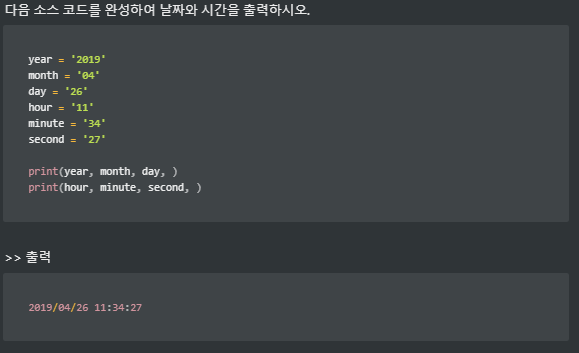 다음 소스 코드를 완성하여 날짜와 시간을 출력하시오.
year = '2019'
month = '04'
day = '26'
hour = '11'
minute = '34'
second = '27'
print(year, month, day, )
print(hour, minute, second, )
>> 출력
2019/04/26 11:34:27